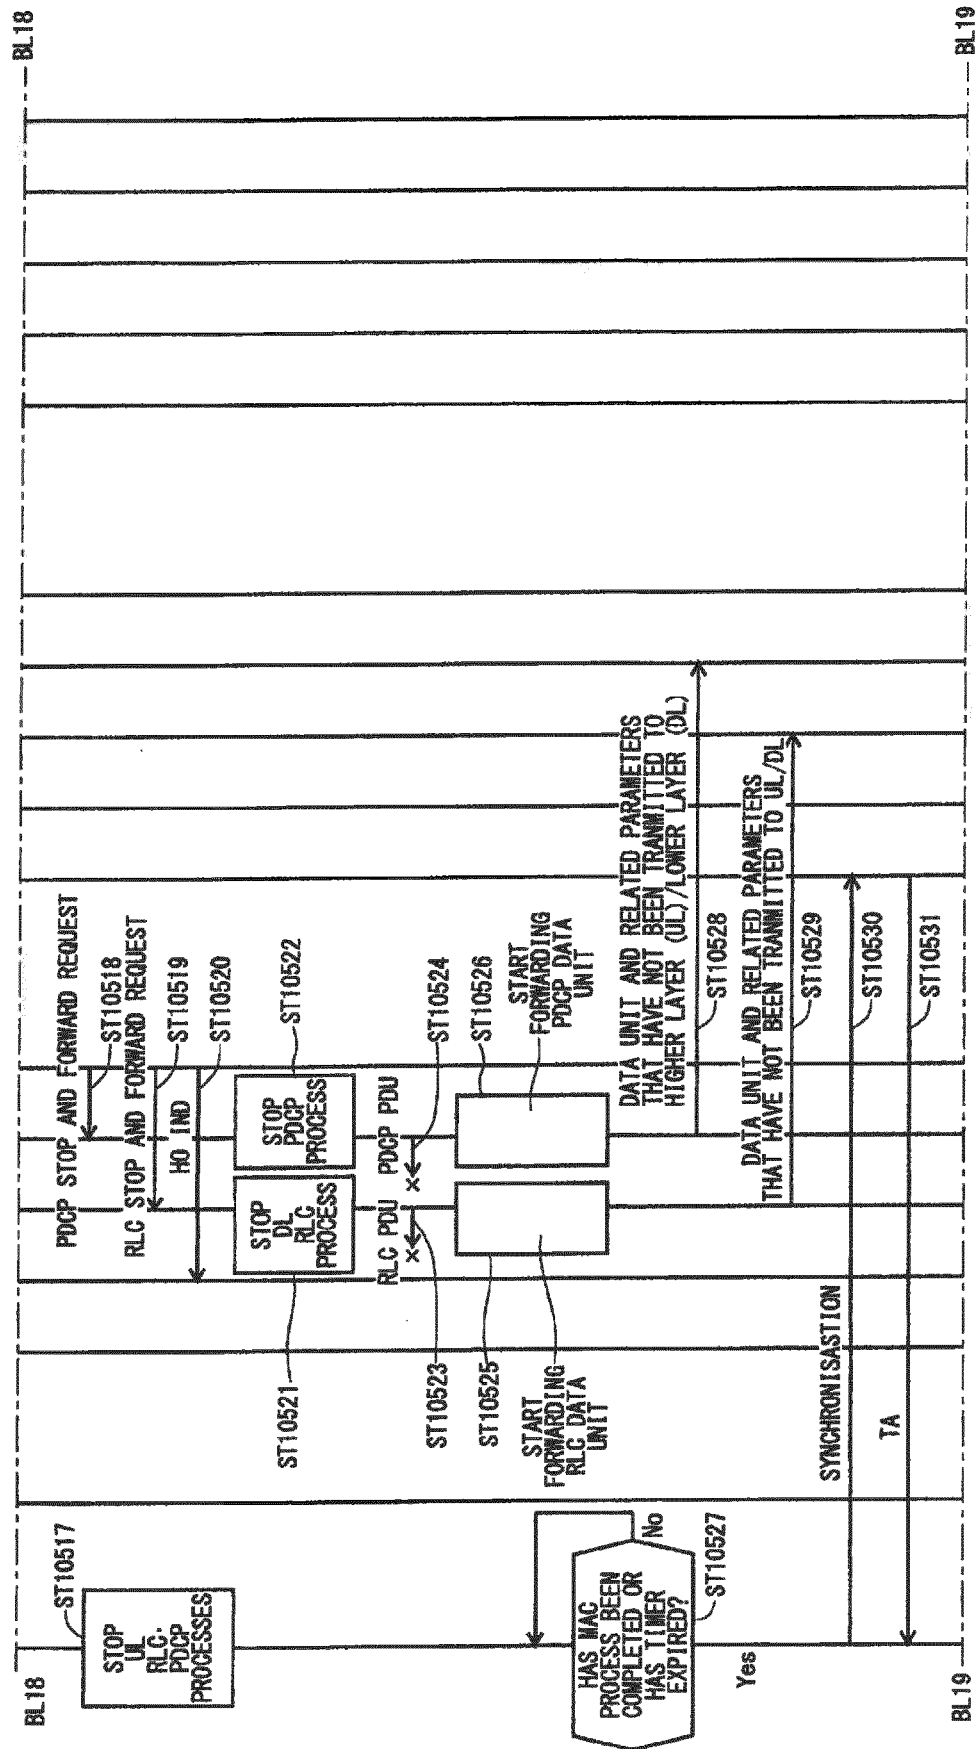 BL18
BL18
ST10517
STOP
UL
RLC.
PDCP
PROCESSES
PDCP STOP AND FORWARD REQUEST
ST10518
RLC STOP AND FORWARD REQUEST
ST10519
HO IND
ST10520
ST10521
STOP
DL
RLC
PROCESS
STOP
PDCP
PROCESS
ST10522
RLC PDU
PDCP PDU
x
x
ST10523
ST10524
ST10525
START
FORWARDING
RLC DATA
UNIT
ST10526
START
FORWARDING
PDCP DATA
UNIT
HAS MAC
PROCESS BEEN
COMPLETED OR
HAS TIMER
EXPIRED?
No
ST10527
Yes
DATA UNIT AND RELATED PARAMETERS
THAT HAVE NOT BEEN TRANMITTED TO
HIGHER LAYER (UL)/LOWER LAYER (DL)
ST10528
DATA UNIT AND RELATED PARAMETERS
THAT HAVE NOT BEEN TRANMITTED TO UL/DL
ST10529
SYNCHRONISASTION
ST10530
TA
ST10531
BL19
BL19